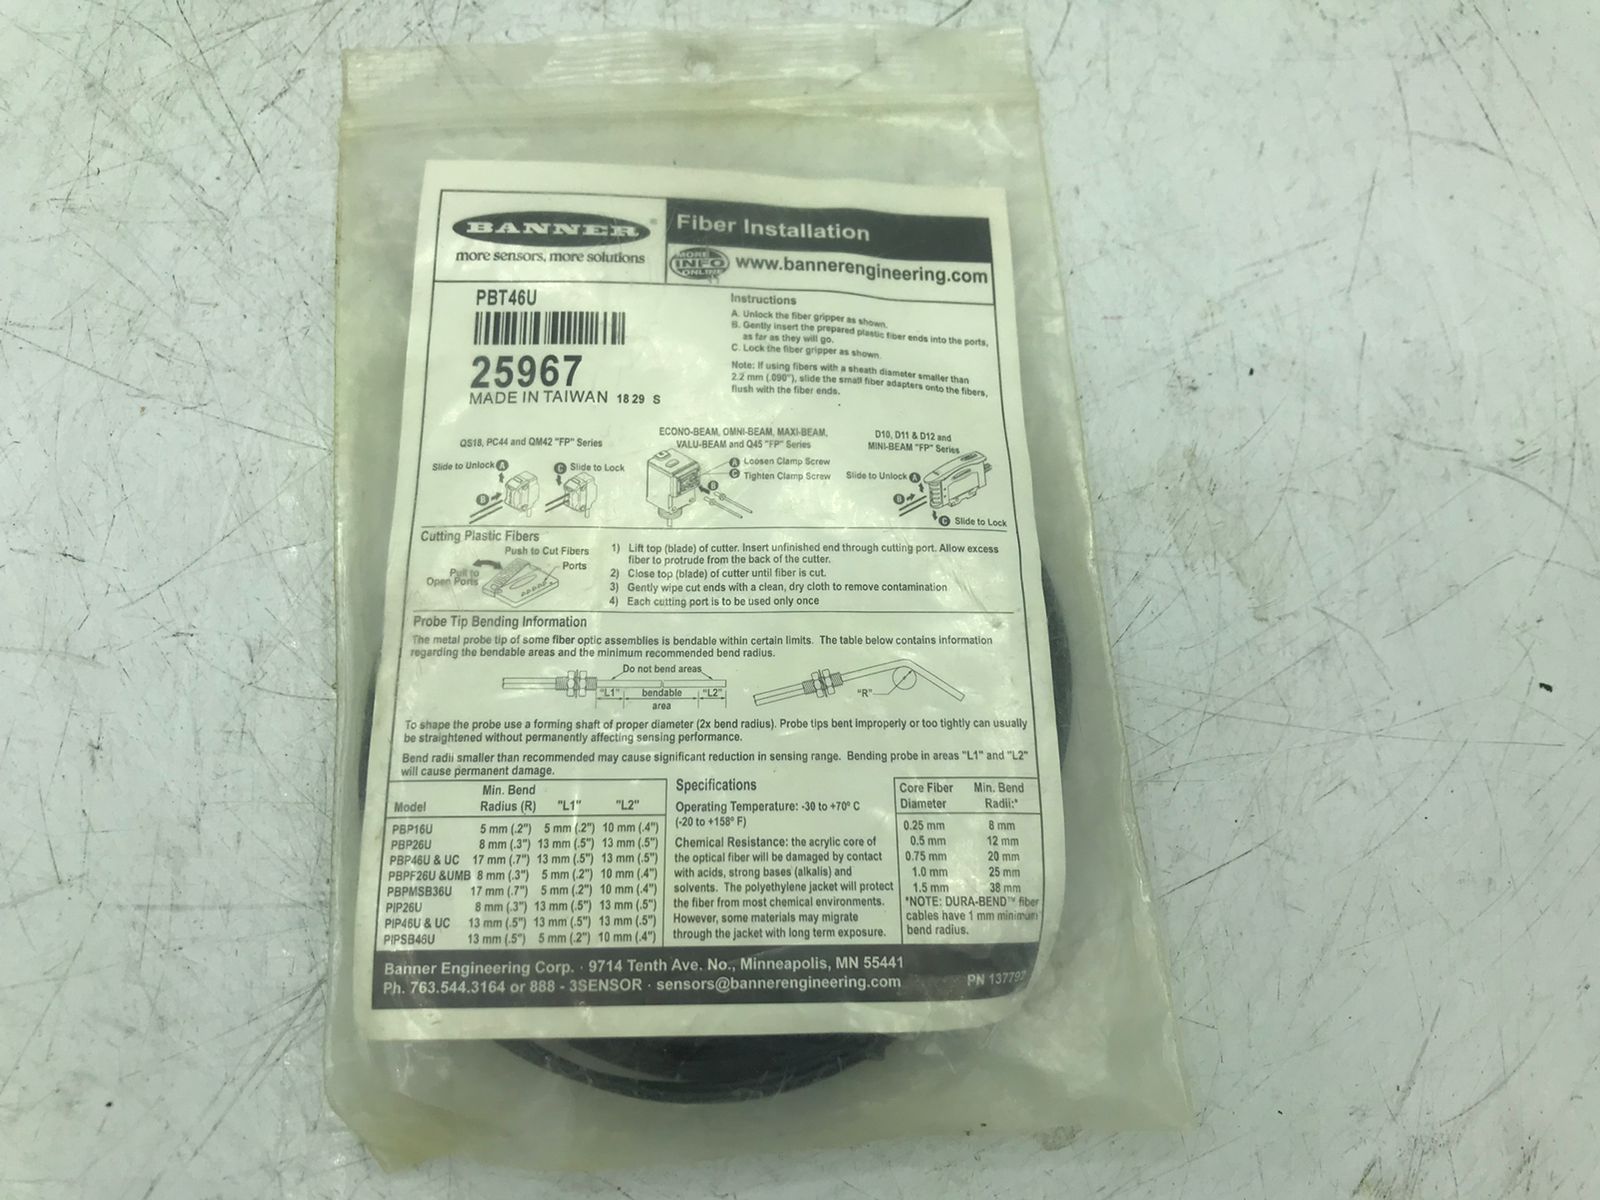 BANNER®
more sensors, more solutions
Fiber Installation
MORE INFO ONLINE
www.bannerengineering.com
PBT46U
25967
MADE IN TAIWAN 18 29 S
Instructions
A. Unlock the fiber gripper as shown.
B. Gently insert the prepared plastic fiber ends into the ports,
as far as they will go.
C. Lock the fiber gripper as shown.
Note: If using fibers with a sheath diameter smaller than
2.2 mm (.090"), slide the small fiber adapters onto the fibers,
flush with the fiber ends.
QS18, PC44 and QM42 "FP" Series
Slide to Unlock A
B
C Slide to Lock
ECONO-BEAM, OMNI-BEAM, MAXI-BEAM,
VALU-BEAM and Q45 "FP" Series
A Loosen Clamp Screw
C Tighten Clamp Screw
B
D10, D11 & D12 and
MINI-BEAM "FP" Series
Slide to Unlock A
B
C Slide to Lock
Cutting Plastic Fibers
Push to Cut Fibers
Ports
Pull to
Open Ports
1) Lift top (blade) of cutter. Insert unfinished end through cutting port. Allow excess
fiber to protrude from the back of the cutter.
2) Close top (blade) of cutter until fiber is cut.
3) Gently wipe cut ends with a clean, dry cloth to remove contamination
4) Each cutting port is to be used only once
Probe Tip Bending Information
The metal probe tip of some fiber optic assemblies is bendable within certain limits. The table below contains information
regarding the bendable areas and the minimum recommended bend radius.
Do not bend areas
"L1" bendable "L2"
area
"R"
To shape the probe use a forming shaft of proper diameter (2x bend radius). Probe tips bent improperly or too tightly can usually
be straightened without permanently affecting sensing performance.
Bend radii smaller than recommended may cause significant reduction in sensing range. Bending probe in areas "L1" and "L2"
will cause permanent damage.
Min. Bend
Model Radius (R) "L1" "L2"
PBP16U 5 mm (.2") 5 mm (.2") 10 mm (.4")
PBP26U 8 mm (.3") 13 mm (.5") 13 mm (.5")
PBP46U & UC 17 mm (.7") 13 mm (.5") 13 mm (.5")
PBPF26U &UMB 8 mm (.3") 5 mm (.2") 10 mm (.4")
PBPMSB36U 17 mm (.7") 5 mm (.2") 10 mm (.4")
PIP26U 8 mm (.3") 13 mm (.5") 13 mm (.5")
PIP46U & UC 13 mm (.5") 13 mm (.5") 13 mm (.5")
PIPSB46U 13 mm (.5") 5 mm (.2") 10 mm (.4")
Specifications
Operating Temperature: -30 to +70º C
(-20 to +158º F)
Chemical Resistance: the acrylic core of
the optical fiber will be damaged by contact
with acids, strong bases (alkalis) and
solvents. The polyethylene jacket will protect
the fiber from most chemical environments.
However, some materials may migrate
through the jacket with long term exposure.
Core Fiber Min. Bend
Diameter Radii:*
0.25 mm 8 mm
0.5 mm 12 mm
0.75 mm 20 mm
1.0 mm 25 mm
1.5 mm 38 mm
*NOTE: DURA-BEND™ fiber
cables have 1 mm minimum
bend radius.
Banner Engineering Corp. · 9714 Tenth Ave. No., Minneapolis, MN 55441
Ph. 763.544.3164 or 888 - 3SENSOR · sensors@bannerengineering.com
PN 137792